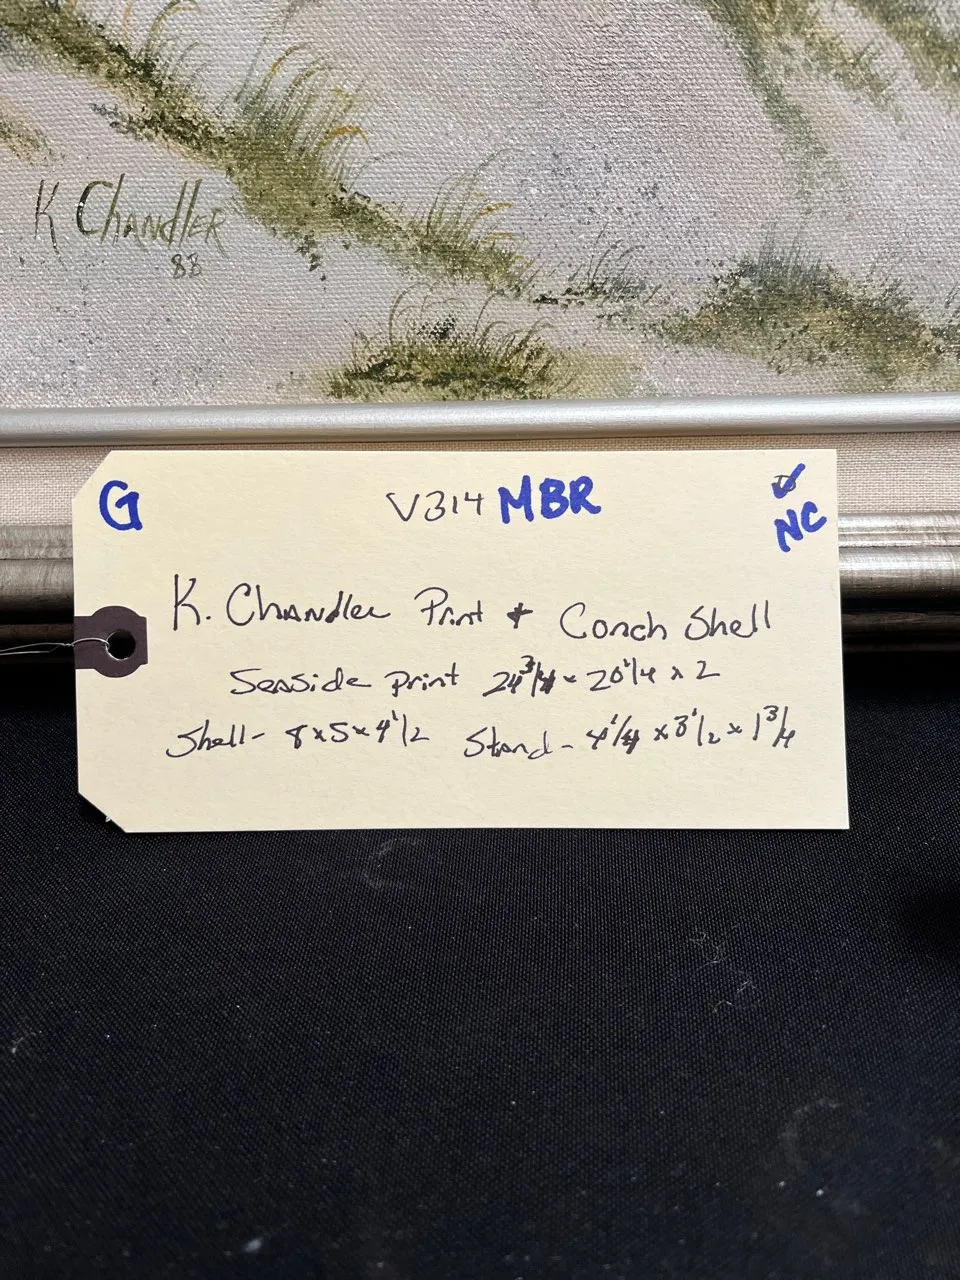 K Chandler
88
G V314 MBR
NC
K. Chandler Print + Conch Shell
Seaside print 24 3/4 x 20 1/4 x 2
Shell - 8 x 5 x 4 1/2 Stand - 4 1/4 x 3 1/2 x 1 3/4